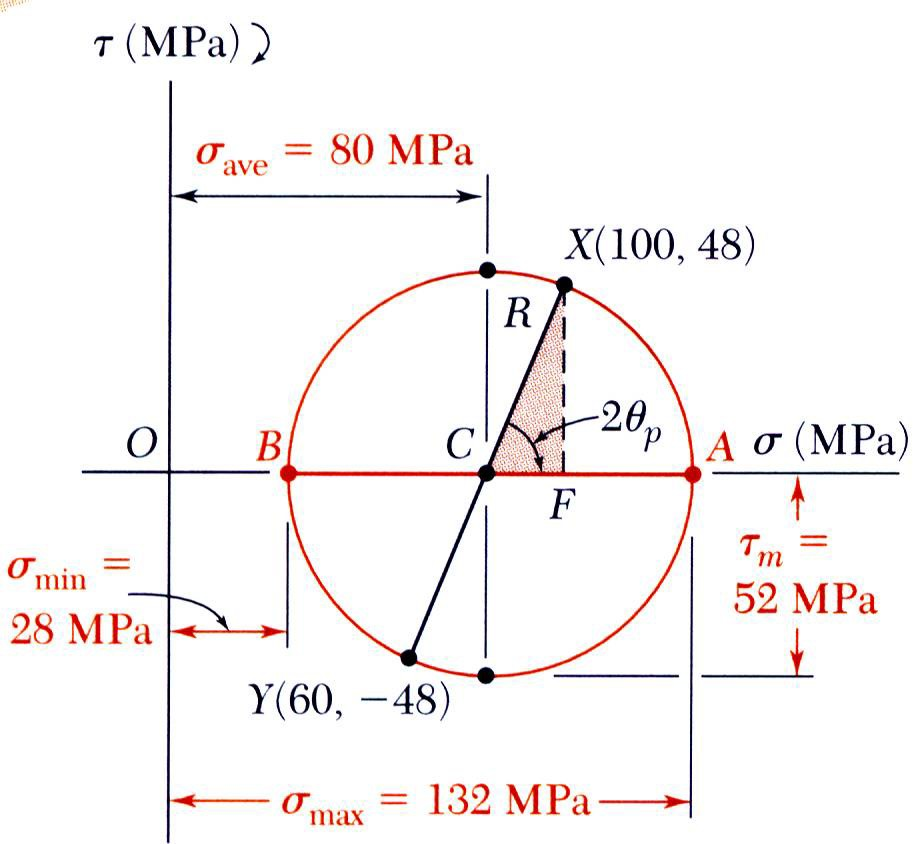 τ (MPa)
σave = 80 MPa
X(100, 48)
R
2θp
O
B
C
A
σ (MPa)
F
σmin =
28 MPa
τm =
52 MPa
Y(60, −48)
σmax = 132 MPa